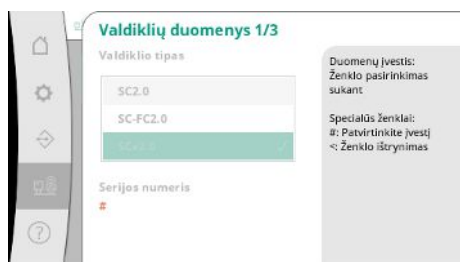 Valdiklių duomenys 1/3
Valdiklio tipas
SC2.0
SC-FC2.0
Serijos numeris
#
Duomenų įvestis:
Ženklo pasirinkimas
sukant
Specialūs ženklai:
#: Patvirtinkite įvestį
<: Ženklo ištrynimas